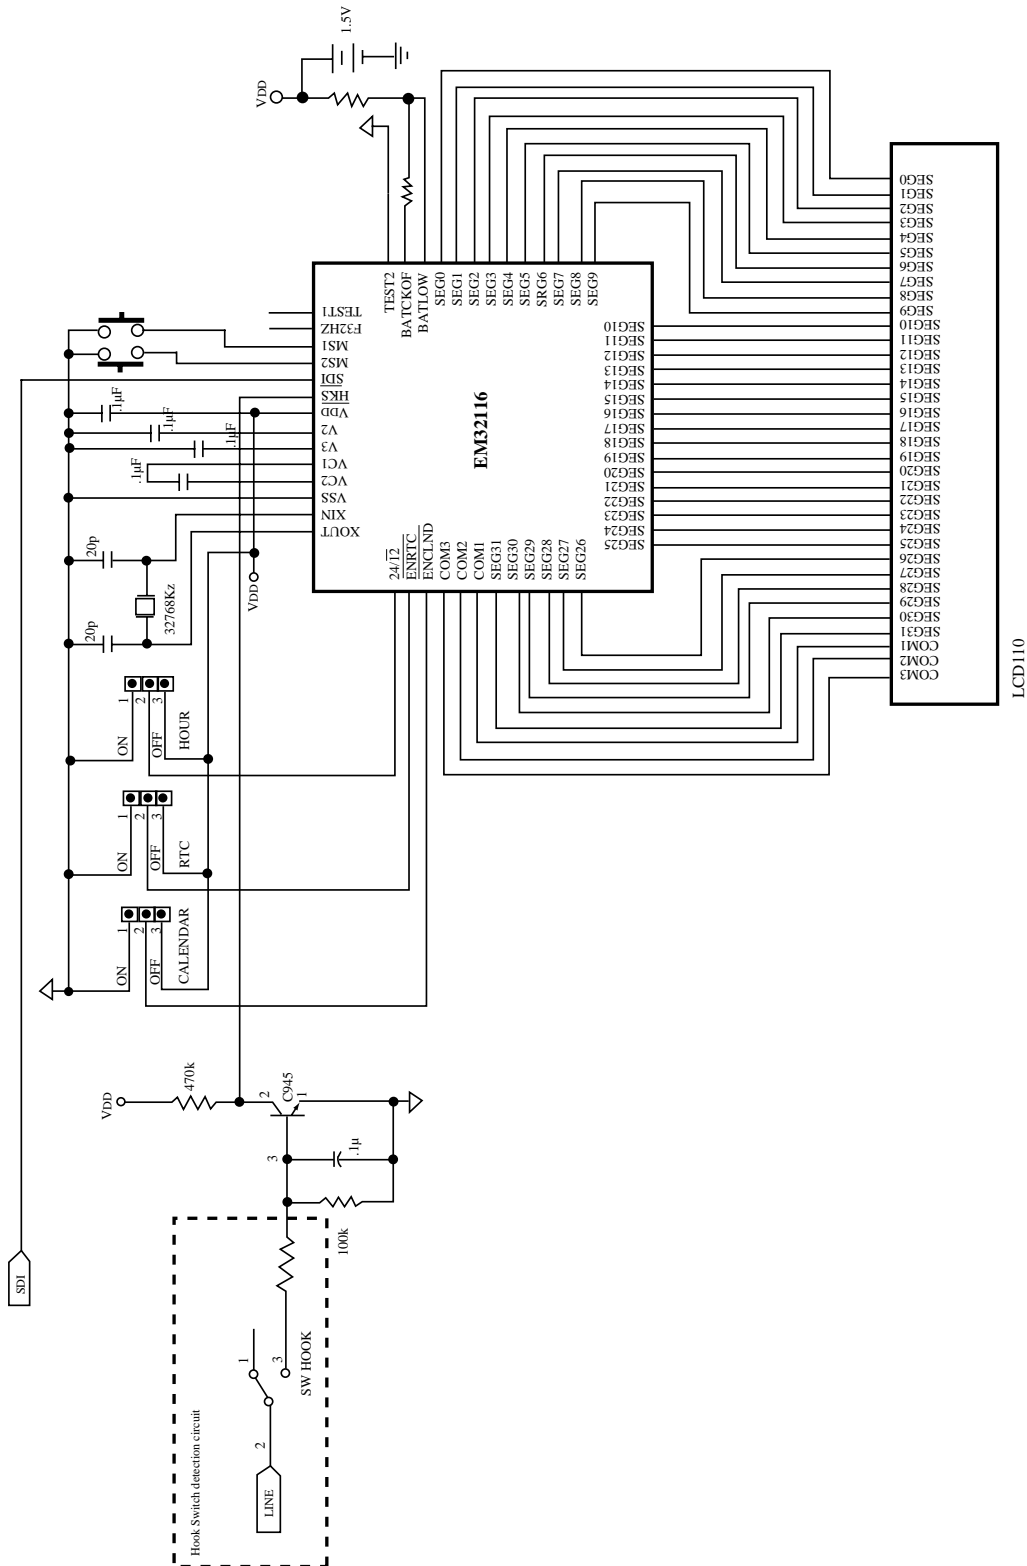 1.5V
VDD
TEST2
BATCKOF
BATLOW
SEG0
SEG1
SEG2
SEG3
SEG4
SEG5
SRG6
SEG7
SEG8
SEG9
TEST1
F32HZ
MS1
MS2
SDI
HKS
VDD
V2
V3
VC1
VC2
VSS
XIN
XOUT
EM32116
SEG10
SEG11
SEG12
SEG13
SEG14
SEG15
SEG16
SEG17
SEG18
SEG19
SEG20
SEG21
SEG22
SEG23
SEG24
SEG25
24/12
ENRTC
ENCLND
COM3
COM2
COM1
SEG31
SEG30
SEG29
SEG28
SEG27
SEG26
SEG0
SEG1
SEG2
SEG3
SEG4
SEG5
SEG6
SEG7
SEG8
SEG9
SEG10
SEG11
SEG12
SEG13
SEG14
SEG15
SEG16
SEG17
SEG18
SEG19
SEG20
SEG21
SEG22
SEG23
SEG24
SEG25
SEG26
SEG27
SEG28
SEG29
SEG30
SEG31
COM1
COM2
COM3
LCD110
.1µF
.1µF
.1µF
.1µF
20p
20p
32768Kz
VDD
1
2
3
ON
OFF
HOUR
1
2
3
ON
OFF
RTC
1
2
3
ON
OFF
CALENDAR
VDD
470k
2
C945
1
3
.1µ
100k
SDI
Hook Switch detection circuit
1
3
SW HOOK
2
LINE